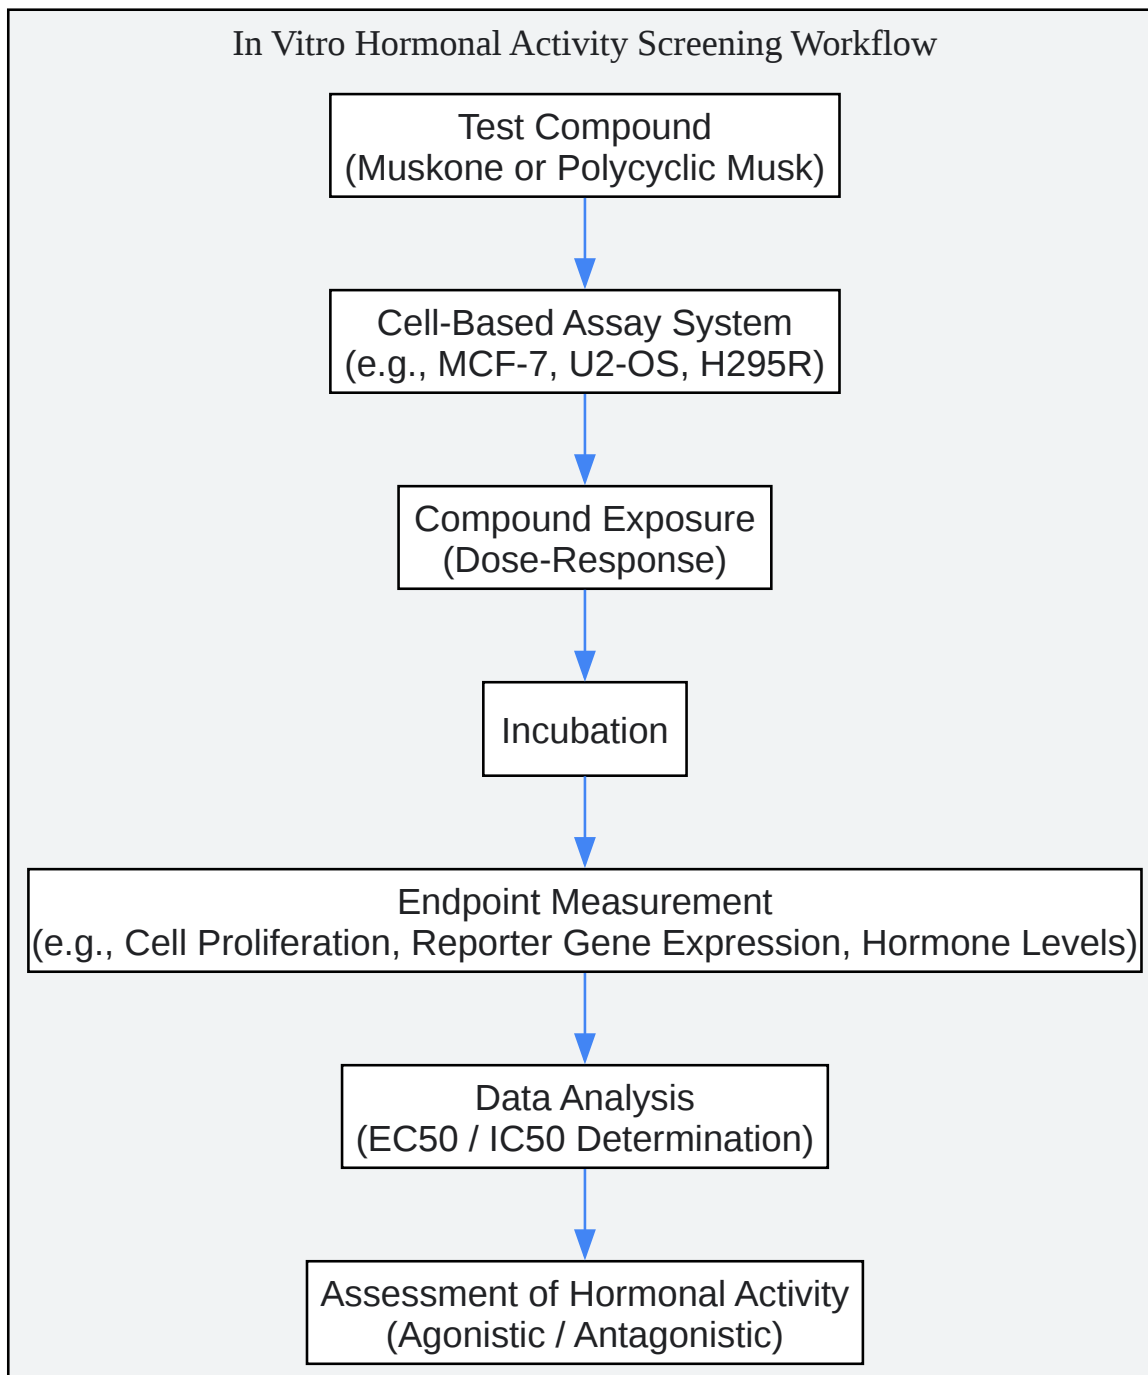 In Vitro Hormonal Activity Screening Workflow
Test Compound
(Muskone or Polycyclic Musk)
Cell-Based Assay System
(e.g., MCF-7, U2-OS, H295R)
Compound Exposure
(Dose-Response)
Incubation
Endpoint Measurement
(e.g., Cell Proliferation, Reporter Gene Expression, Hormone Levels)
Data Analysis
(EC50 / IC50 Determination)
Assessment of Hormonal Activity
(Agonistic / Antagonistic)